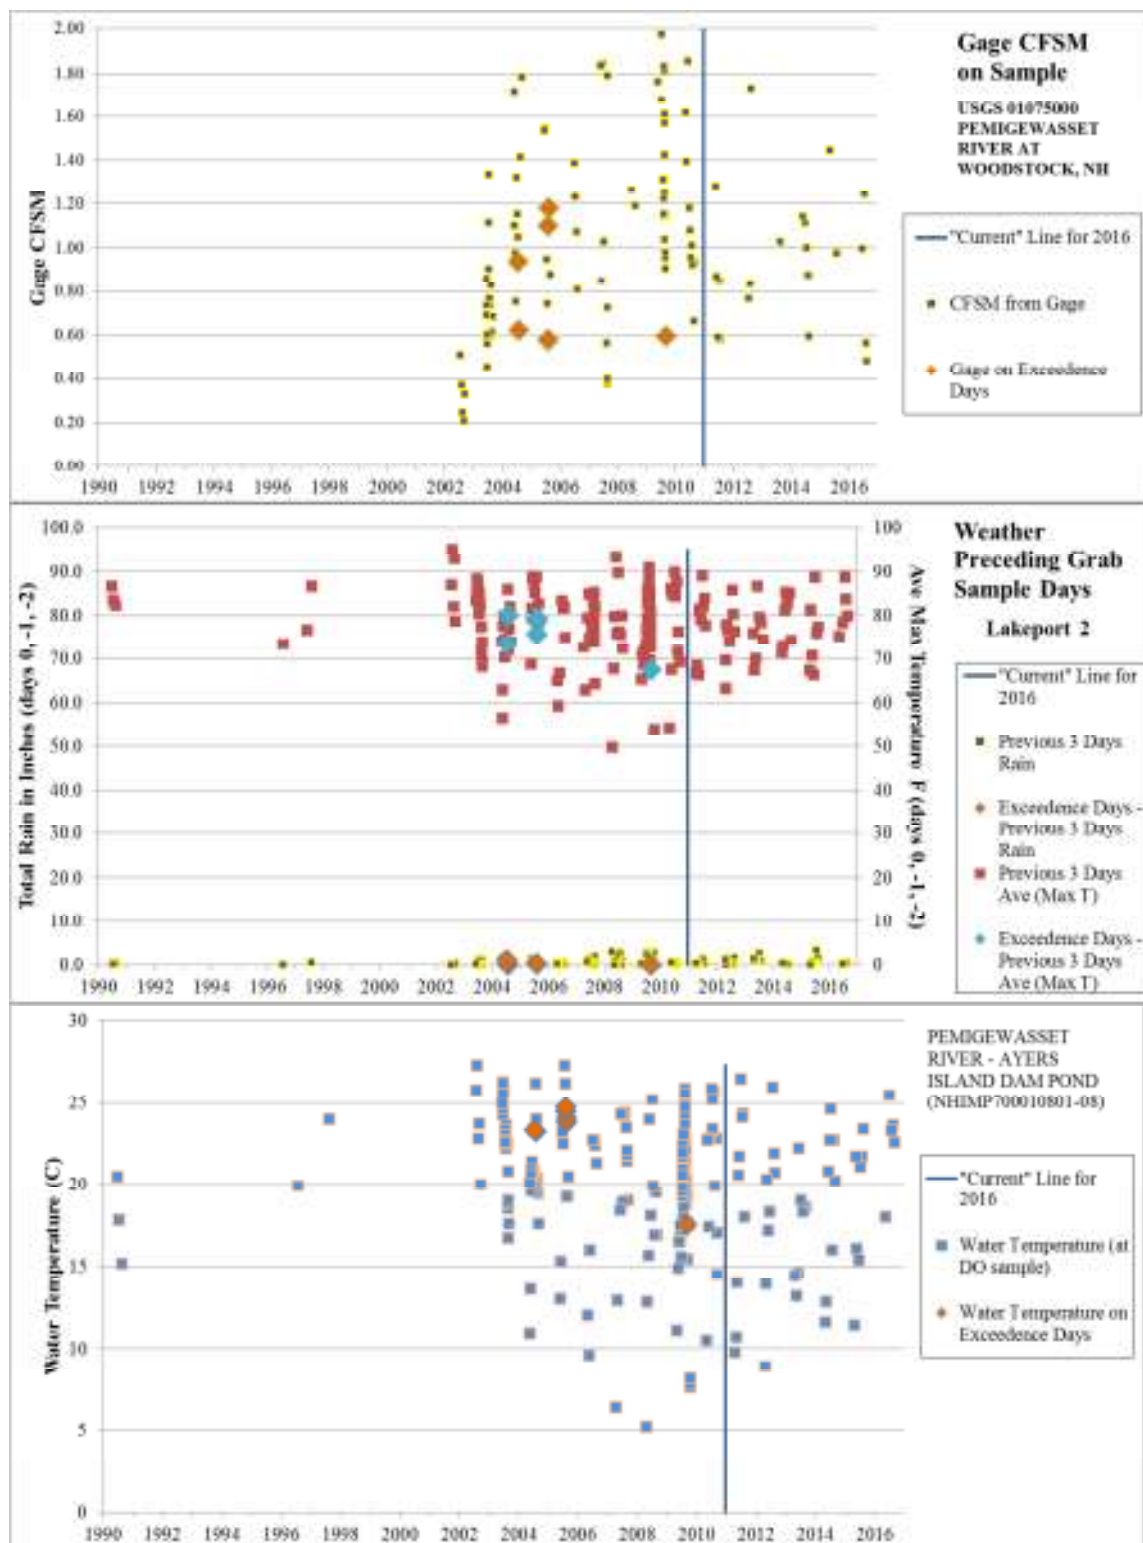 2.00
1.80
1.60
1.40
1.20
1.00
0.80
0.60
0.40
0.20
0.00
Gage CFSM
1990 1992 1994 1996 1998 2000 2002 2004 2006 2008 2010 2012 2014 2016
Gage CFSM
on Sample
USGS 01075000
PEMIGEWASSET
RIVER AT
WOODSTOCK, NH
"Current" Line for 2016
CFSM from Gage
Gage on Exceedence
Days
100.0
90.0
80.0
70.0
60.0
50.0
40.0
30.0
20.0
10.0
0.0
Total Rain in Inches (days 0, -1, -2)
1990 1992 1994 1996 1998 2000 2002 2004 2006 2008 2010 2012 2014 2016
100
90
80
70
60
50
40
30
20
10
0
Ave Max Temperature F (days 0, -1, -2)
Weather
Preceding Grab
Sample Days
Lakeport 2
"Current" Line for
2016
Previous 3 Days
Rain
Exceedence Days -
Previous 3 Days
Rain
Previous 3 Days
Ave (Max T)
Exceedence Days -
Previous 3 Days
Ave (Max T)
30
25
20
15
10
5
0
Water Temperature (C)
1990 1992 1994 1996 1998 2000 2002 2004 2006 2008 2010 2012 2014 2016
PEMIGEWASSET
RIVER - AYERS
ISLAND DAM POND
(NHIMP700010801-08)
"Current" Line for
2016
Water Temperature (at
DO sample)
Water Temperature on
Exceedence Days